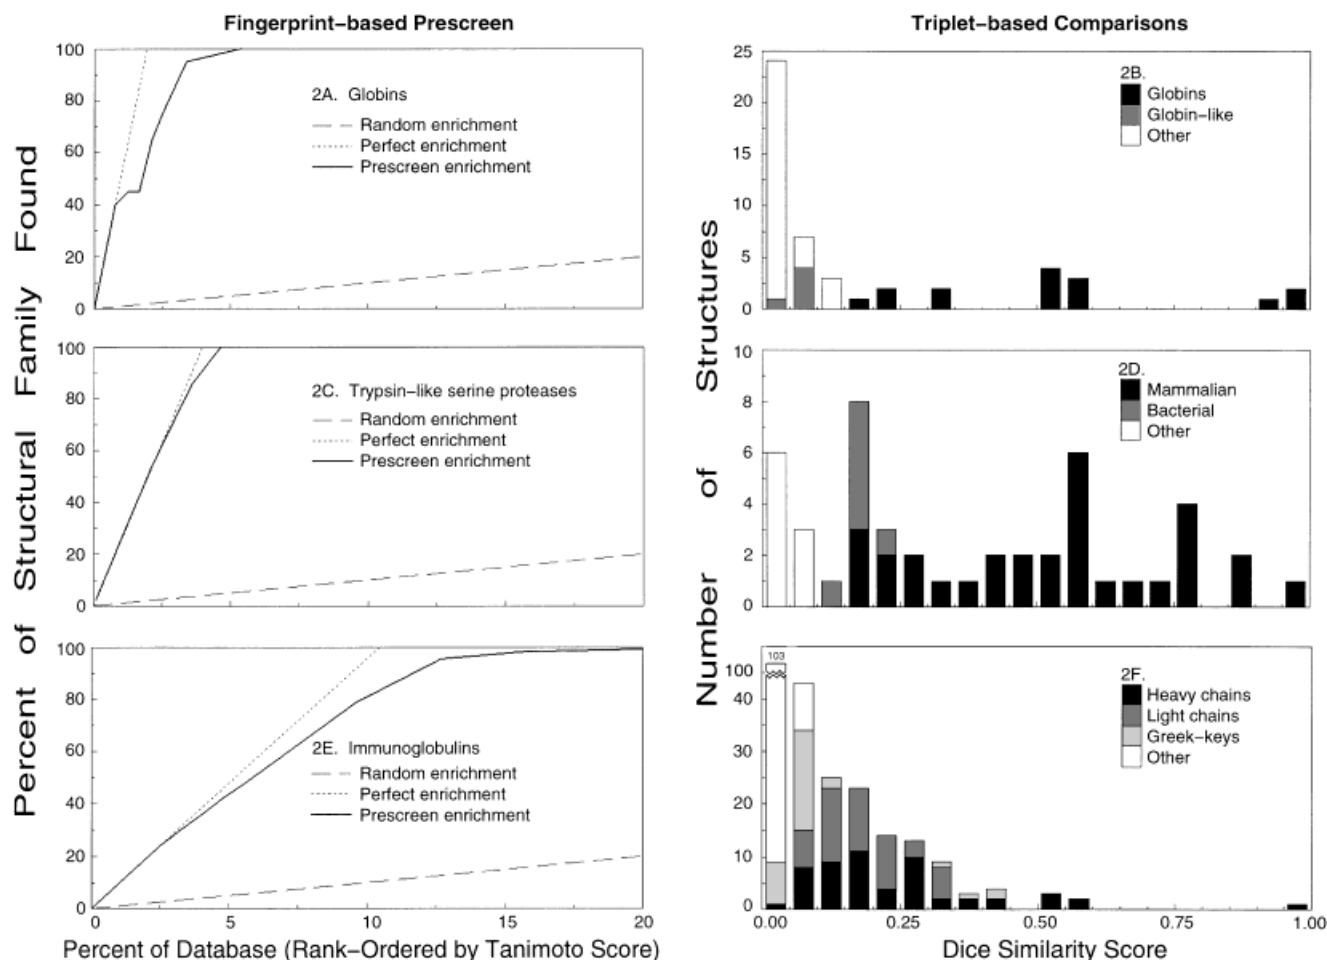 Fingerprint-based Prescreen
Triplet-based Comparisons
Percent of Structural Family Found
100
80
60
40
20
0
2A. Globins
Random enrichment
Perfect enrichment
Prescreen enrichment
100
80
60
40
20
0
2C. Trypsin-like serine proteases
Random enrichment
Perfect enrichment
Prescreen enrichment
100
80
60
40
20
0
2E. Immunoglobulins
Random enrichment
Perfect enrichment
Prescreen enrichment
0 5 10 15 20
Percent of Database (Rank-Ordered by Tanimoto Score)
Number of Structures
25
20
15
10
5
0
2B.
Globins
Globin-like
Other
10
8
6
4
2
0
2D.
Mammalian
Bacterial
Other
103
100
40
30
20
10
0
2F.
Heavy chains
Light chains
Greek-keys
Other
0.00 0.25 0.50 0.75 1.00
Dice Similarity Score